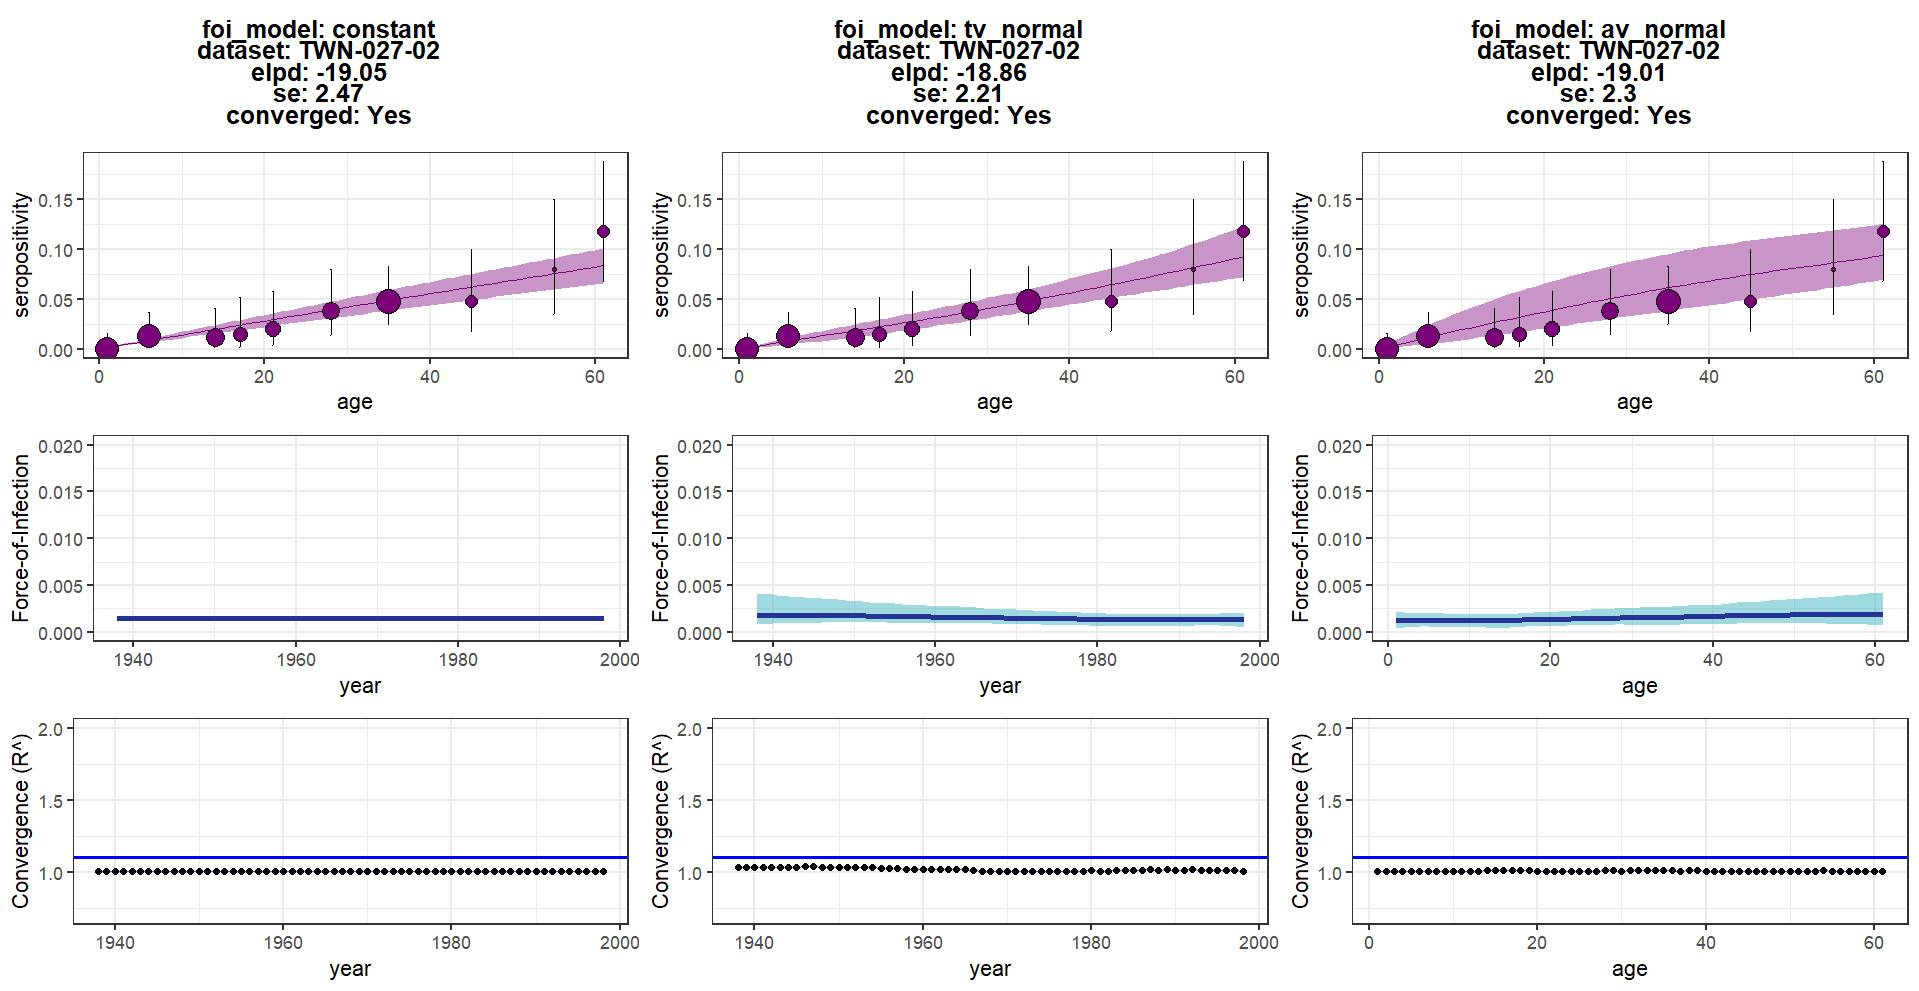 foi_model: constant
dataset: TWN-027-02
elpd: -19.05
se: 2.47
converged: Yes
foi_model: tv_normal
dataset: TWN-027-02
elpd: -18.86
se: 2.21
converged: Yes
foi_model: av_normal
dataset: TWN-027-02
elpd: -19.01
se: 2.3
converged: Yes
seropositivity
0.15
0.10
0.05
0.00
0 20 40 60
age
seropositivity
0.15
0.10
0.05
0.00
0 20 40 60
age
seropositivity
0.15
0.10
0.05
0.00
0 20 40 60
age
Force-of-Infection
0.020
0.015
0.010
0.005
0.000
1940 1960 1980 2000
year
Force-of-Infection
0.020
0.015
0.010
0.005
0.000
1940 1960 1980 2000
year
Force-of-Infection
0.020
0.015
0.010
0.005
0.000
0 20 40 60
age
Convergence (R^)
2.0
1.5
1.0
1940 1960 1980 2000
year
Convergence (R^)
2.0
1.5
1.0
1940 1960 1980 2000
year
Convergence (R^)
2.0
1.5
1.0
0 20 40 60
age